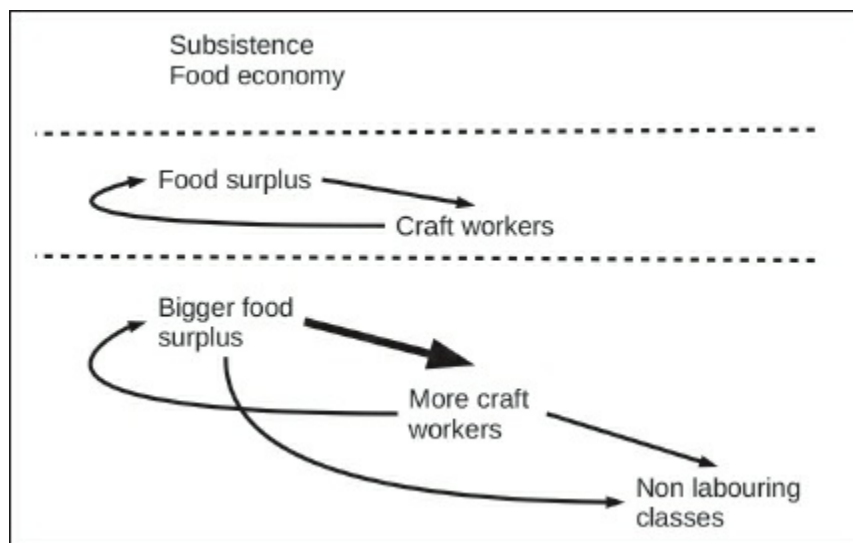 Subsistence
Food economy
Food surplus
Craft workers
Bigger food
surplus
More craft
workers
Non labouring
classes